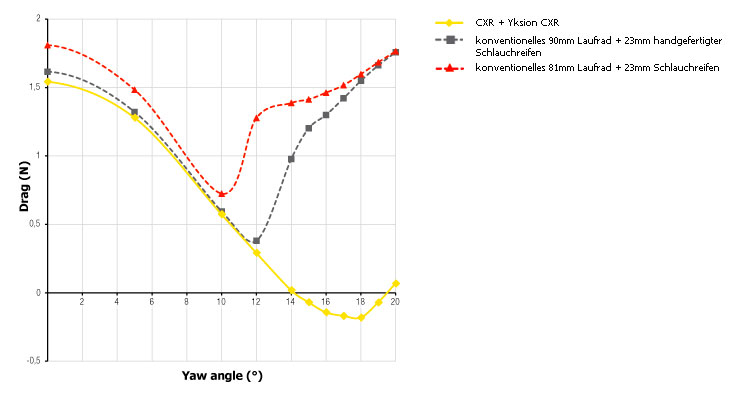 CXR + Yksion CXR
konventionelles 90mm Laufrad + 23mm handgefertigter
Schlauchreifen
konventionelles 81mm Laufrad + 23mm Schlauchreifen
2
1,5
1
0,5
0
-0,5
2 4 6 8 10 12 14 16 18 20
Drag (N)
Yaw angle (°)